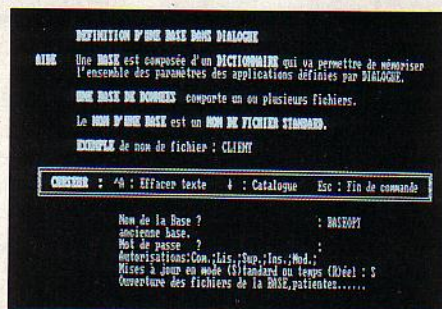 DEFINITION D'UNE BASE DANS DIALOGUE
AIDE Une BASE est composée d'un DICTIONNAIRE qui va permettre de mémoriser
l'ensemble des paramètres des applications définies par DIALOGUE.
UNE BASE DE DONNEES comporte un ou plusieurs fichiers.
Le NOM D'UNE BASE est un NOM DE FICHIER STANDARD.
EXEMPLE de nom de fichier : CLIENT
CURSEUR : ^A : Effacer texte ↓ : Catalogue Esc : Fin de commande
Nom de la Base ? : BASEOPT
ancienne base.
Mot de passe ? :
Autorisations:Com.;Lis.;Sup.;Ins.;Mod.;
Mises à jour en mode (S)tandard ou temps (R)éel : S
Ouverture des fichiers de la BASE,patientez......